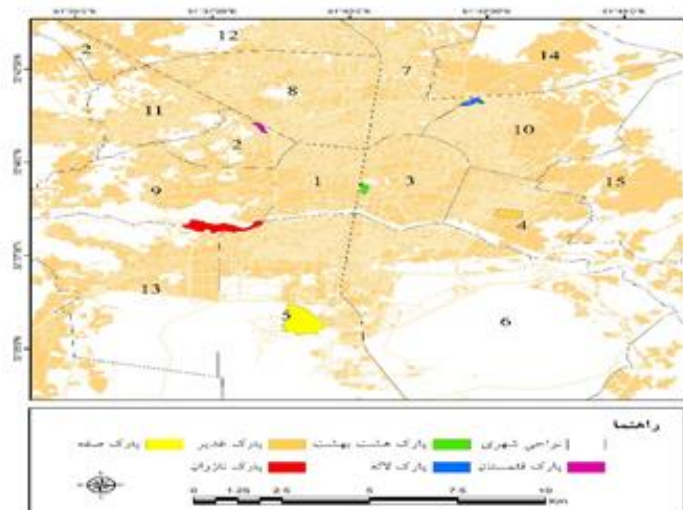 12
2
14
7
8
11
10
2
1
3
15
9
4
13
5
6
راهنما
نواحی شهری
پارک هشت بهشت
پارک غدیر
پارک صفه
پارک قلمستان
پارک لاله
پارک ناژوان
0 1.25 2.5 5 7.5 10
Km